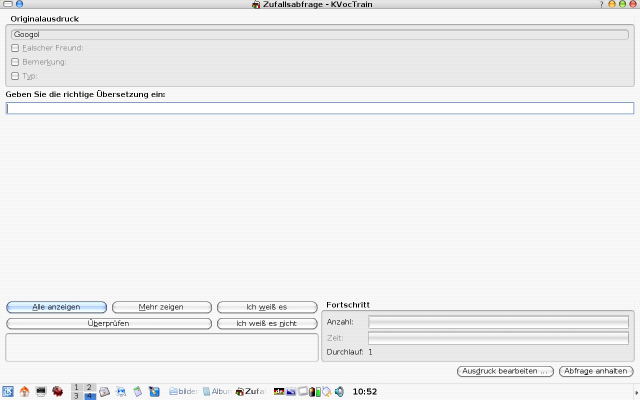 Zufallsabfrage - KVocTrain
?
Originalausdruck
Googol
Falscher Freund:
Bemerkung:
Typ:
Geben Sie die richtige Übersetzung ein:
Alle anzeigen
Mehr zeigen
Ich weiß es
Überprüfen
Ich weiß es nicht
Fortschritt
Anzahl:
Zeit:
Durchlauf: 1
Ausdruck bearbeiten ...
Abfrage anhalten
1 2
3 4
bilder
Album
Zufa
10:52